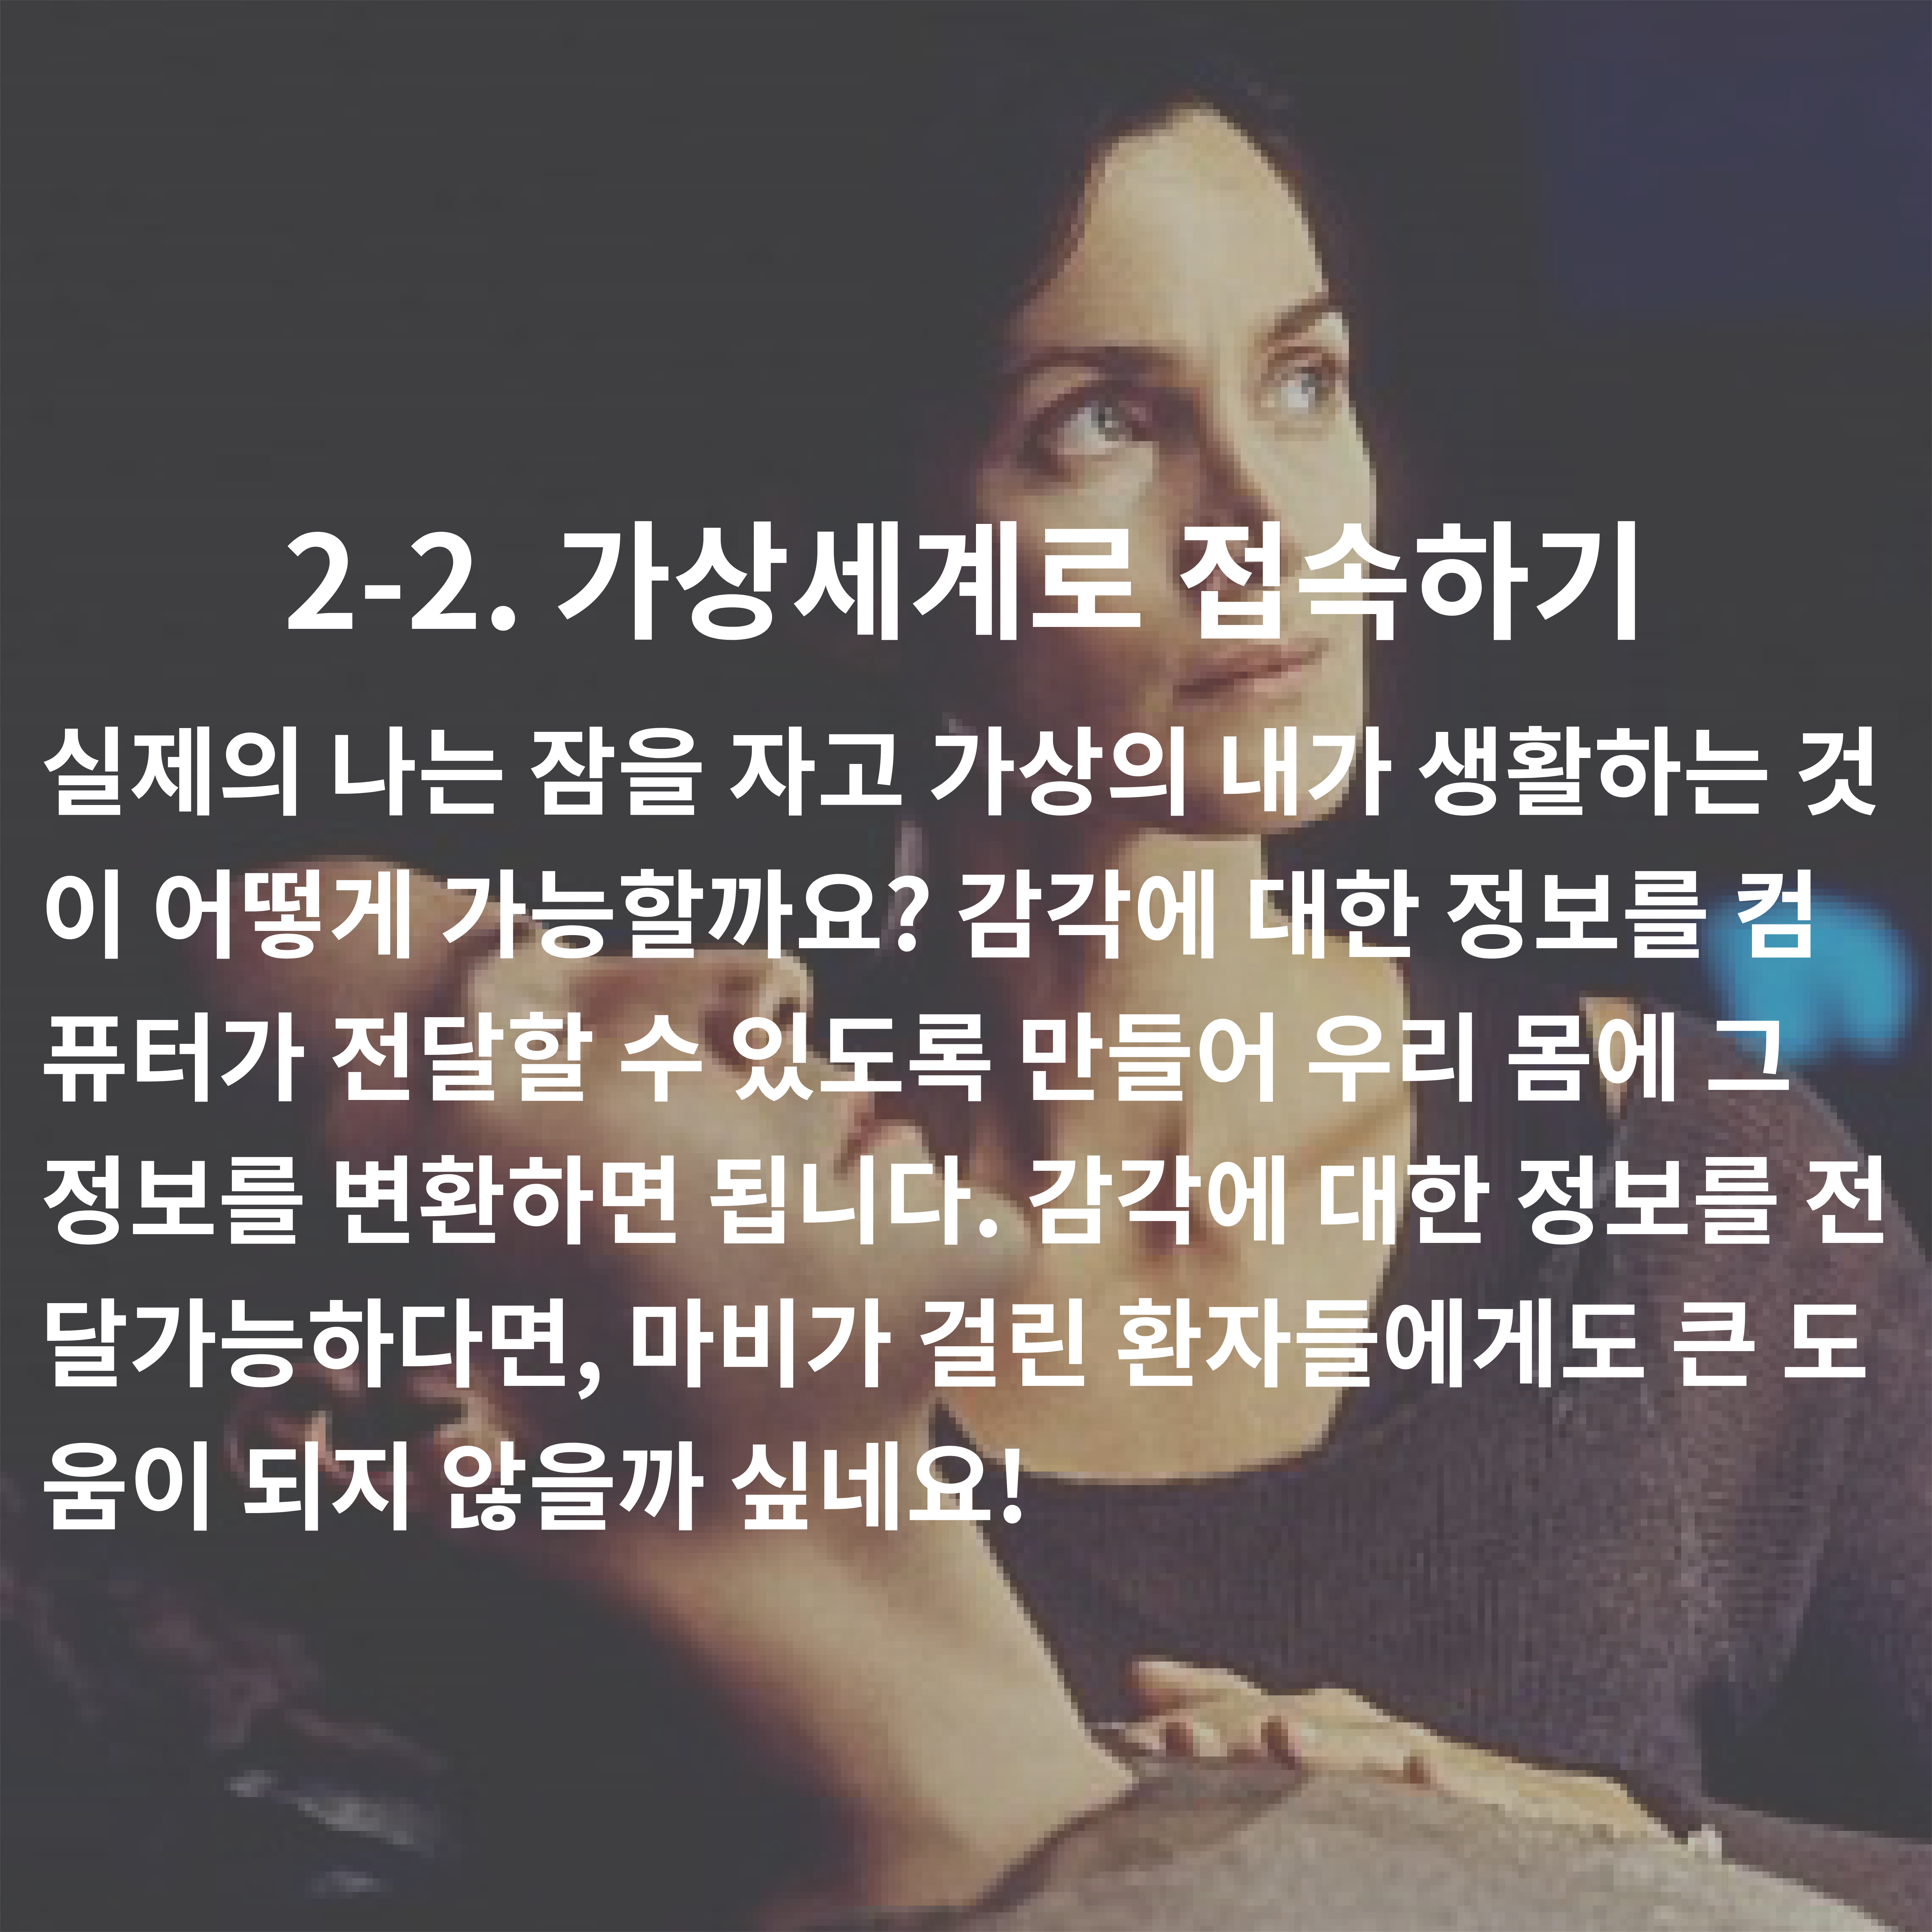 2-2. 가상세계로 접속하기
실제의 나는 잠을 자고 가상의 내가 생활하는 것
이 어떻게 가능할까요? 감각에 대한 정보를 컴
퓨터가 전달할 수 있도록 만들어 우리 몸에 그
정보를 변환하면 됩니다. 감각에 대한 정보를 전
달가능하다면, 마비가 걸린 환자들에게도 큰 도
움이 되지 않을까 싶네요!